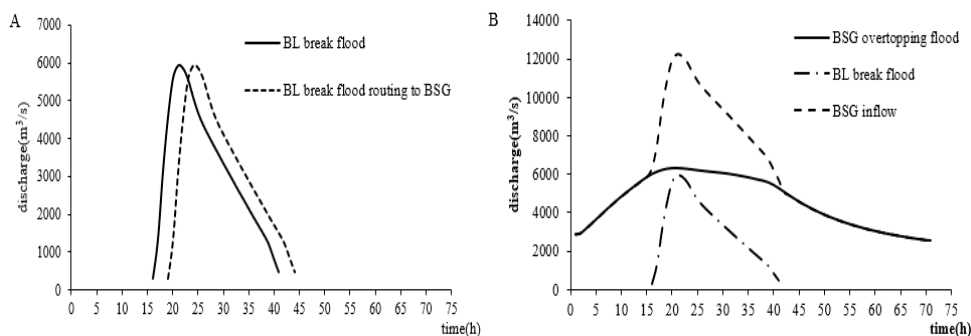 A
7000
6000
5000
4000
3000
2000
1000
0
discharge(m³/s)
BL break flood
BL break flood routing to BSG
0 5 10 15 20 25 30 35 40 45 50 55 60 65 70 75
time(h)
B
14000
12000
10000
8000
6000
4000
2000
0
discharge(m³/s)
BSG overtopping flood
BL break flood
BSG inflow
0 5 10 15 20 25 30 35 40 45 50 55 60 65 70 75
time(h)